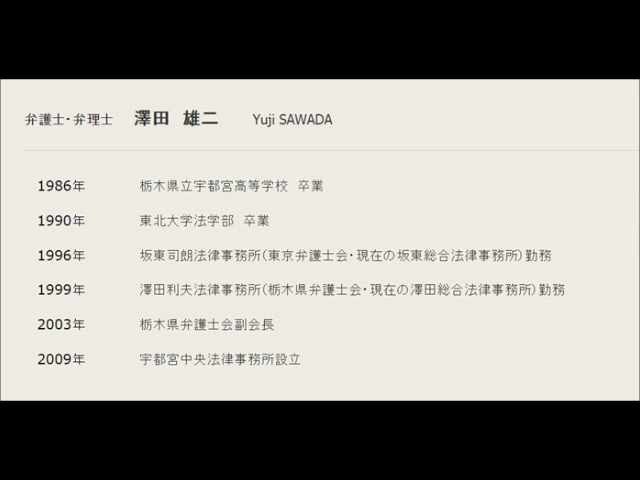 弁護士・弁理士 澤田 雄二 Yuji SAWADA
1986年 栃木県立宇都宮高等学校 卒業
1990年 東北大学法学部 卒業
1996年 坂東司朗法律事務所(東京弁護士会・現在の坂東総合法律事務所)勤務
1999年 澤田利夫法律事務所(栃木県弁護士会・現在の澤田総合法律事務所)勤務
2003年 栃木県弁護士会副会長
2009年 宇都宮中央法律事務所設立